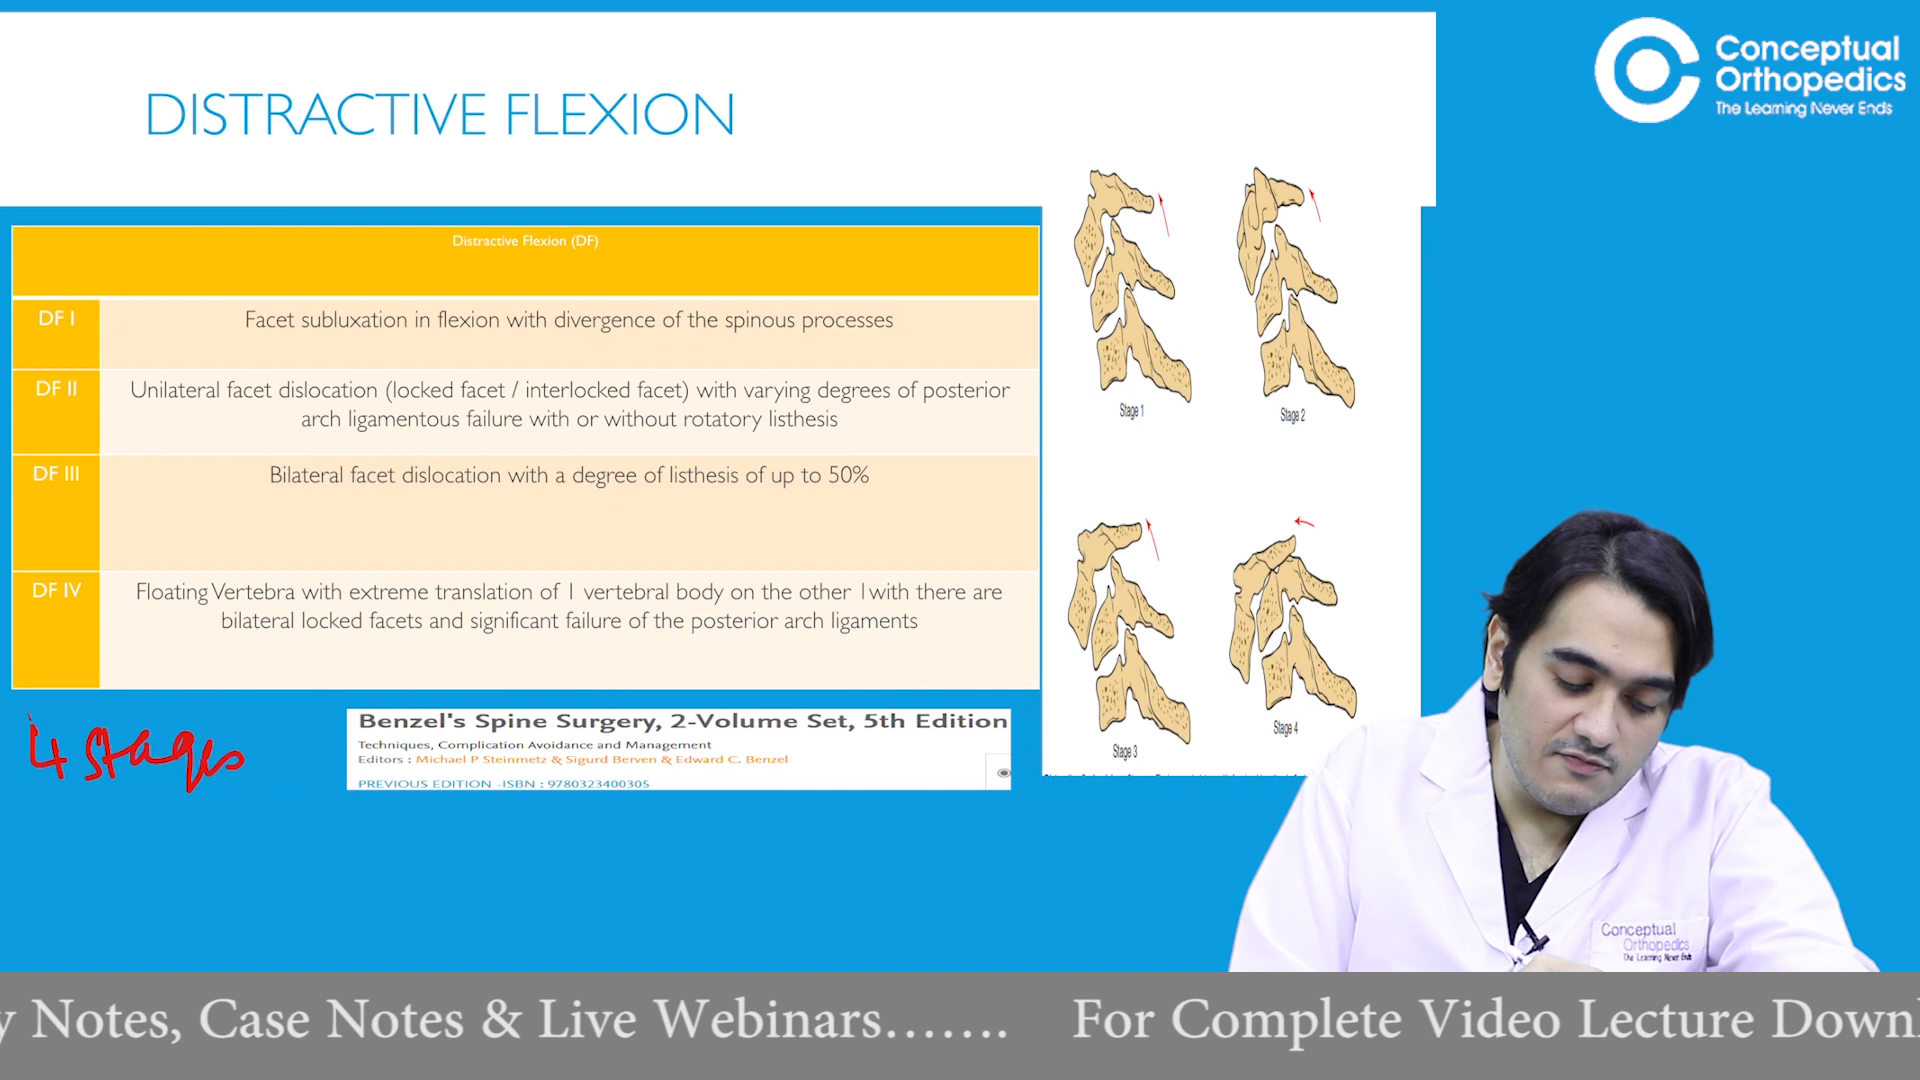 Conceptual
Orthopedics
The Learning Never Ends
DISTRACTIVE FLEXION
Distractive Flexion (DF)
DF I
Facet subluxation in flexion with divergence of the spinous processes
DF II
Unilateral facet dislocation (locked facet / interlocked facet) with varying degrees of posterior
arch ligamentous failure with or without rotatory listhesis
DF III
Bilateral facet dislocation with a degree of listhesis of up to 50%
DF IV
Floating Vertebra with extreme translation of 1 vertebral body on the other 1with there are
bilateral locked facets and significant failure of the posterior arch ligaments
Stage 1
Stage 2
Stage 3
Stage 4
4 stages
Benzel's Spine Surgery, 2-Volume Set, 5th Edition
Techniques, Complication Avoidance and Management
Editors : Michael P Steinmetz & Sigurd Berven & Edward C. Benzel
PREVIOUS EDITION -ISBN : 9780323400305
Conceptual
Orthopedics
The Learning Never Ends
y Notes, Case Notes & Live Webinars....... For Complete Video Lecture Down